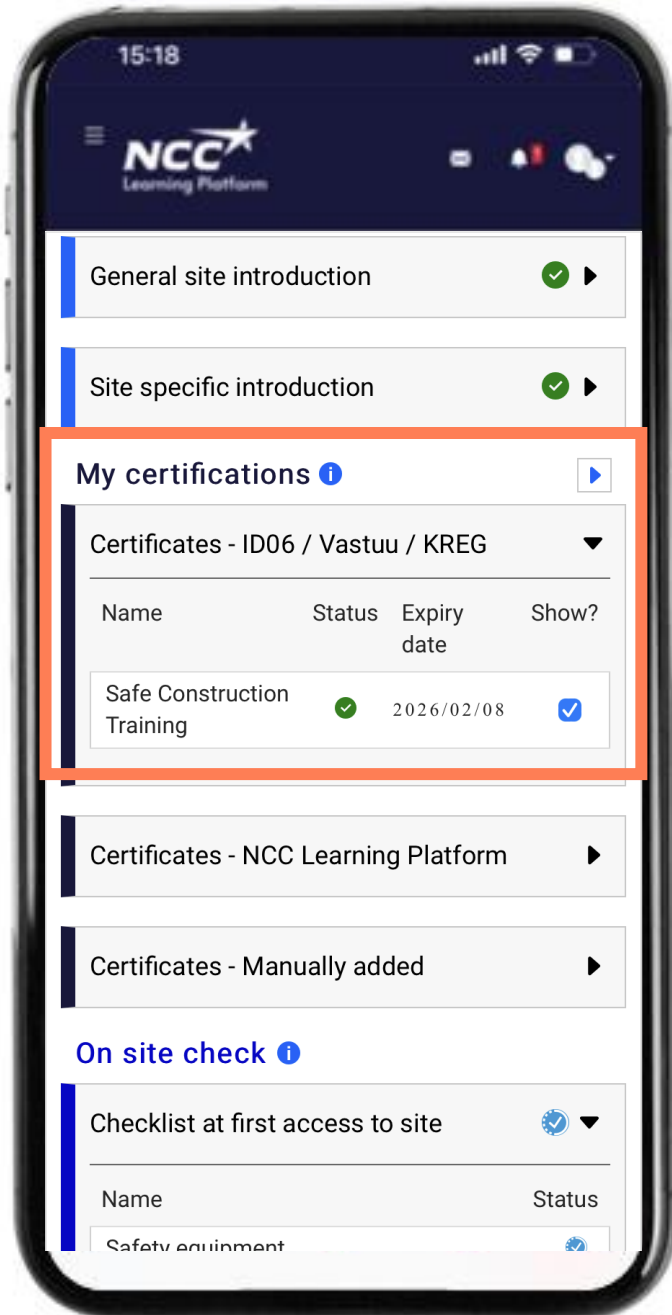 15:18
NCC
Learning Platform
General site introduction
Site specific introduction
My certifications
Certificates - ID06 / Vastuu / KREG
Name Status Expiry date Show?
Safe Construction Training 2026/02/08
Certificates - NCC Learning Platform
Certificates - Manually added
On site check
Checklist at first access to site
Name Status
Safety equipment